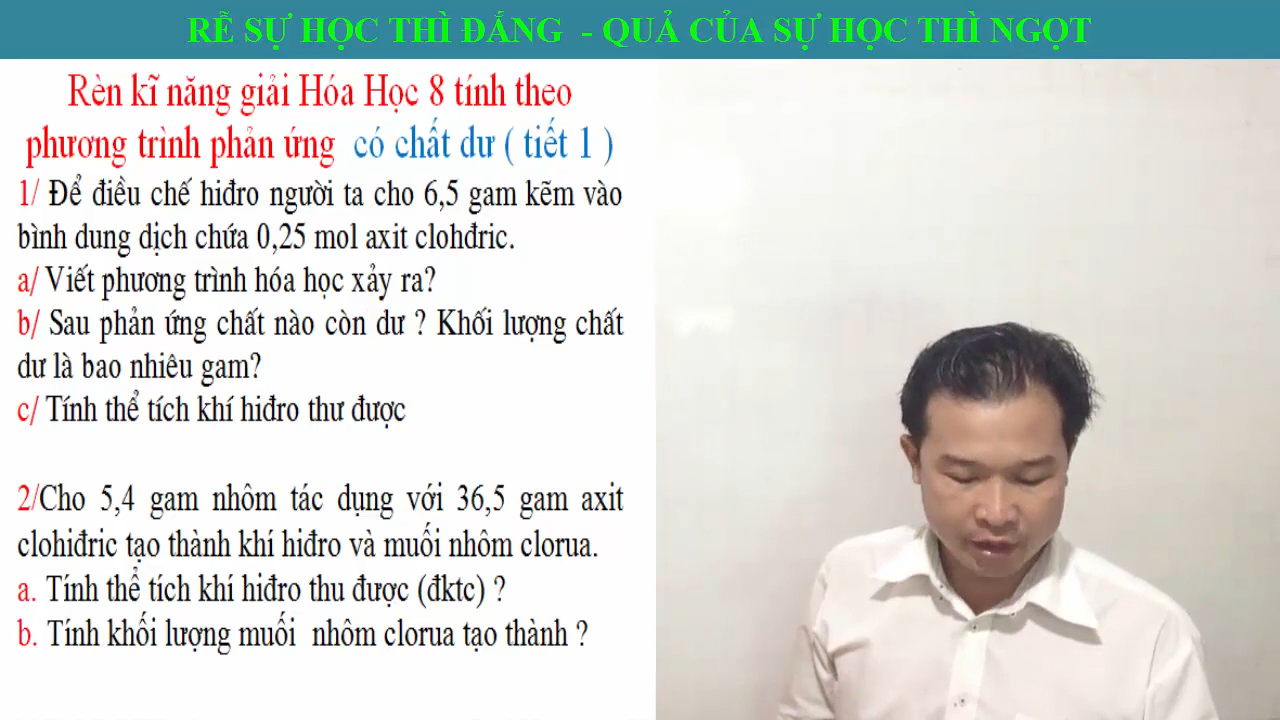 RỄ SỰ HỌC THÌ ĐẮNG - QUẢ CỦA SỰ HỌC THÌ NGỌT
Rèn kĩ năng giải Hóa Học 8 tính theo
phương trình phản ứng có chất dư ( tiết 1 )
1/ Để điều chế hiđro người ta cho 6,5 gam kẽm vào
bình dung dịch chứa 0,25 mol axit clohđric.
a/ Viết phương trình hóa học xảy ra?
b/ Sau phản ứng chất nào còn dư ? Khối lượng chất
dư là bao nhiêu gam?
c/ Tính thể tích khí hiđro thư được
2/Cho 5,4 gam nhôm tác dụng với 36,5 gam axit
clohiđric tạo thành khí hiđro và muối nhôm clorua.
a. Tính thể tích khí hiđro thu được (đktc) ?
b. Tính khối lượng muối nhôm clorua tạo thành ?